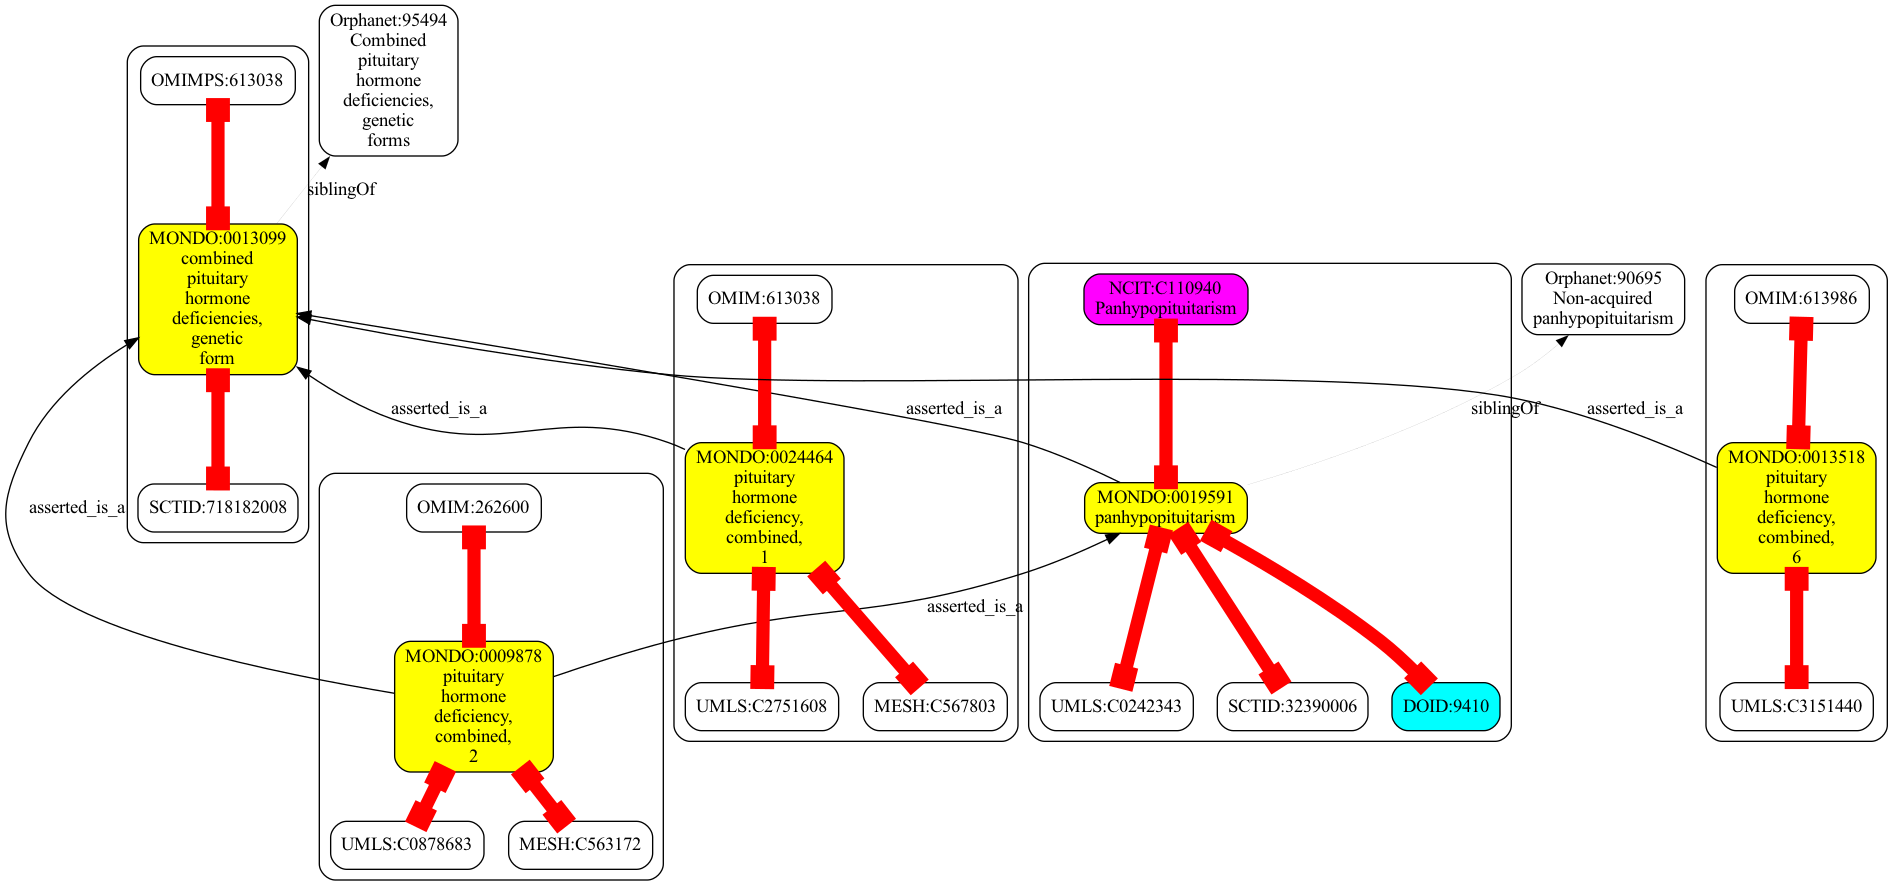 Orphanet:95494
Combined
pituitary
hormone
deficiencies,
genetic
forms
OMIMPS:613038
siblingOf
MONDO:0013099
combined
pituitary
hormone
deficiencies,
genetic
form
SCTID:718182008
asserted_is_a
asserted_is_a
OMIM:613038
MONDO:0024464
pituitary
hormone
deficiency,
combined,
1
UMLS:C2751608
MESH:C567803
OMIM:262600
MONDO:0009878
pituitary
hormone
deficiency,
combined,
2
UMLS:C0878683
MESH:C563172
asserted_is_a
asserted_is_a
NCIT:C110940
Panhypopituitarism
MONDO:0019591
panhypopituitarism
UMLS:C0242343
SCTID:32390006
DOID:9410
Orphanet:90695
Non-acquired
panhypopituitarism
siblingOf
asserted_is_a
OMIM:613986
MONDO:0013518
pituitary
hormone
deficiency,
combined,
6
UMLS:C3151440